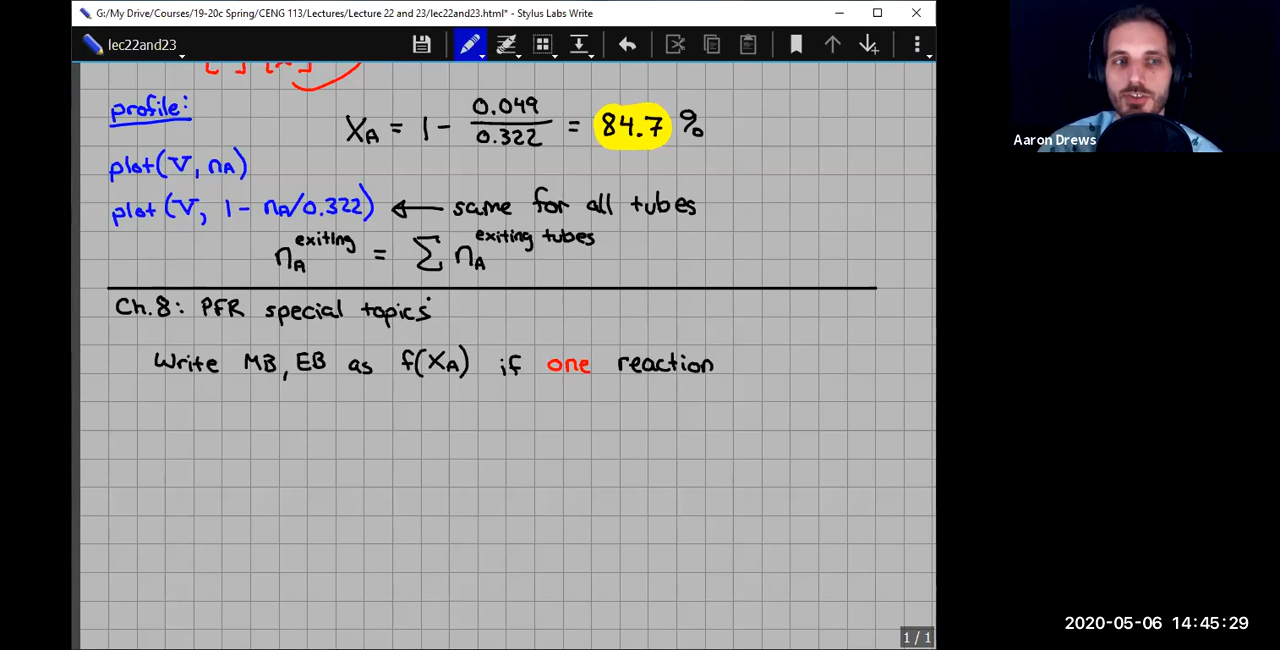 G:/My Drive/Courses/19-20c Spring/CENG 113/Lectures/Lecture 22 and 23/lec22and23.html* - Stylus Labs Write
lec22and23
profile:
X_A = 1 - 0.049/0.322 = 84.7 %
plot(V, n_A)
plot(V, 1 - n_A/0.322) ← same for all tubes
n_A^exiting = Σ n_A^exiting tubes
Ch.8: PFR special topics
Write MB, EB as f(X_A) if one reaction
1 / 1
Aaron Drews
2020-05-06 14:45:29